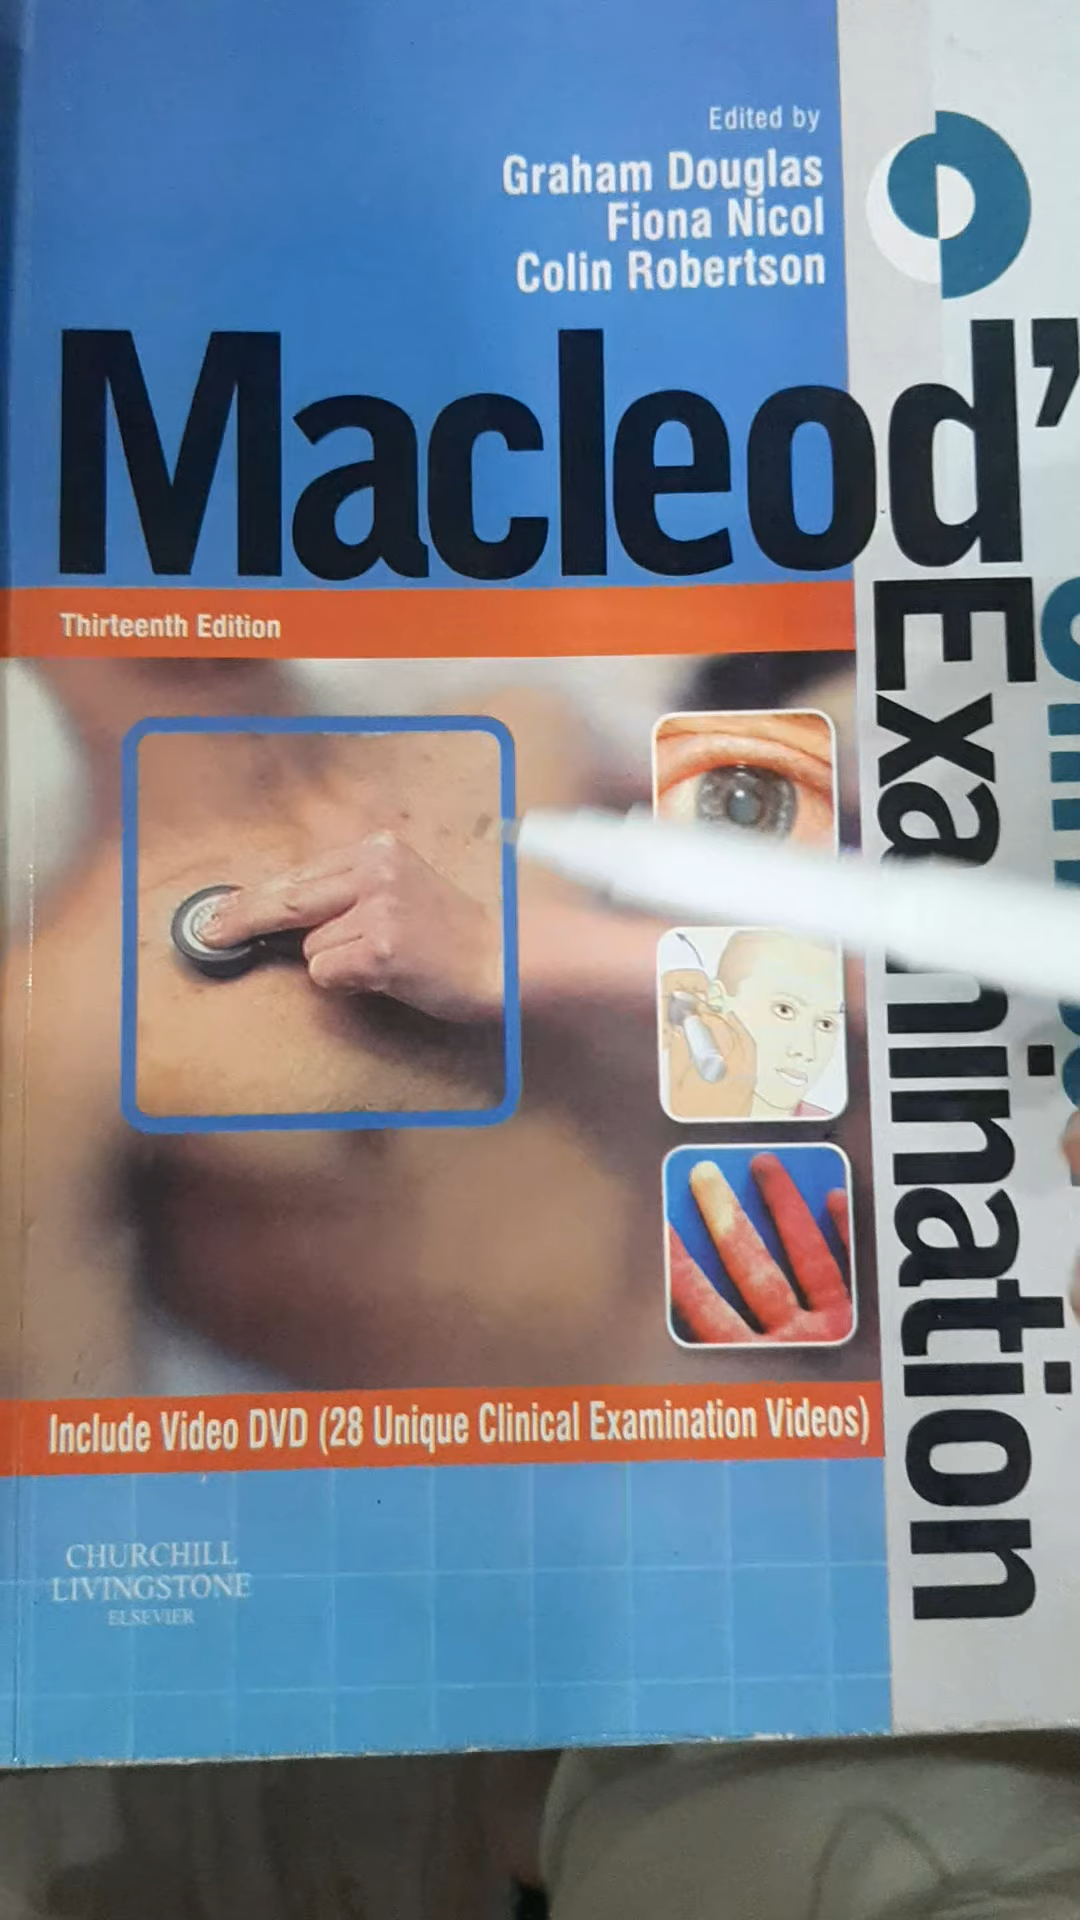 Edited by
Graham Douglas
Fiona Nicol
Colin Robertson
Macleod'
Thirteenth Edition
Include Video DVD (28 Unique Clinical Examination Videos)
CHURCHILL
LIVINGSTONE
ELSEVIER
Examination